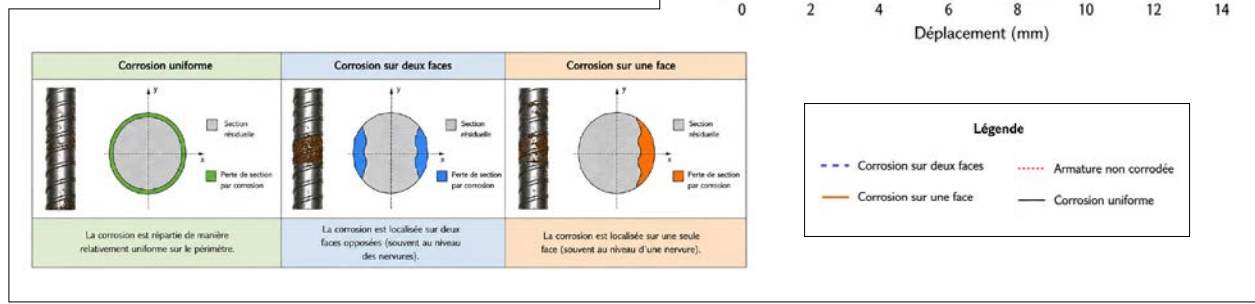 0 2 4 6 8 10 12 14
Déplacement (mm)
Corrosion uniforme
y
x
Section
résiduelle
Perte de section
par corrosion
La corrosion est répartie de manière
relativement uniforme sur le périmètre.
Corrosion sur deux faces
y
x
Section
résiduelle
Perte de section
par corrosion
La corrosion est localisée sur deux
faces opposées (souvent au niveau
des nervures).
Corrosion sur une face
y
x
Section
résiduelle
Perte de section
par corrosion
La corrosion est localisée sur une seule
face (souvent au niveau d'une nervure).
Légende
Corrosion sur deux faces
Armature non corrodée
Corrosion sur une face
Corrosion uniforme